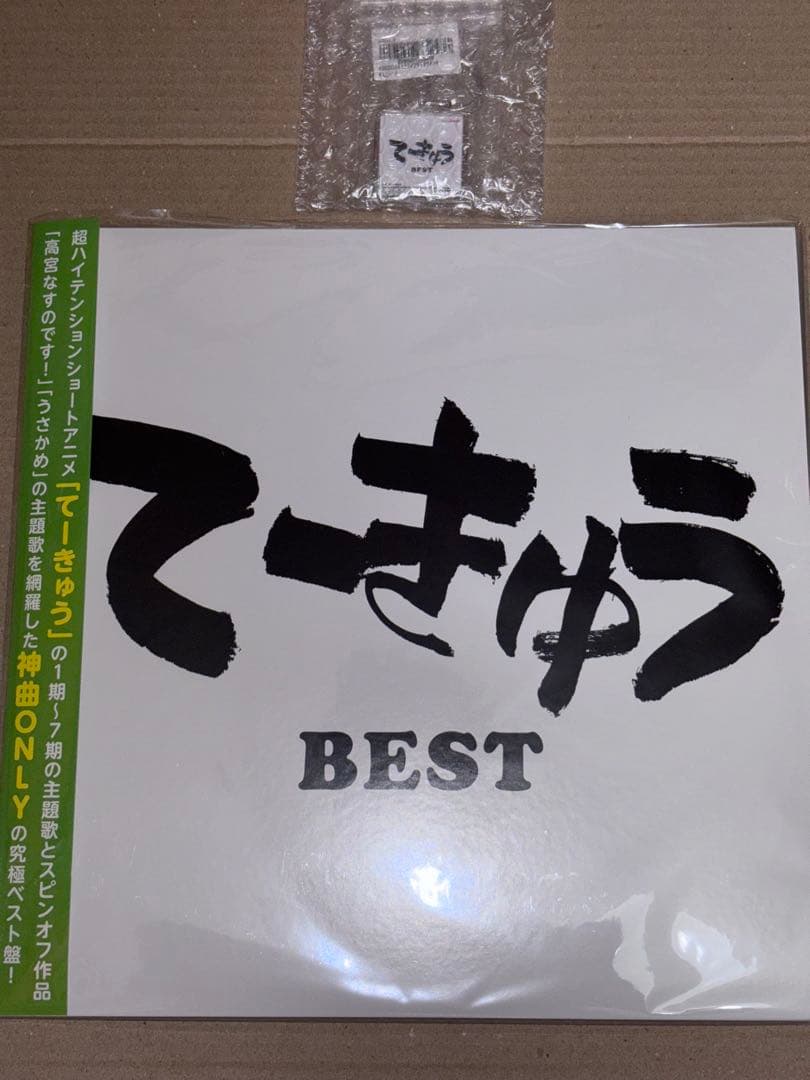 てーきゅう
BEST
超ハイテンションショートアニメ「てーきゅう」の1期～7期の主題歌とスピンオフ作品
「高宮なすのです！」「うさかめ」の主題歌を網羅した神曲ONLYの究極ベスト盤！
てーきゅう
BEST